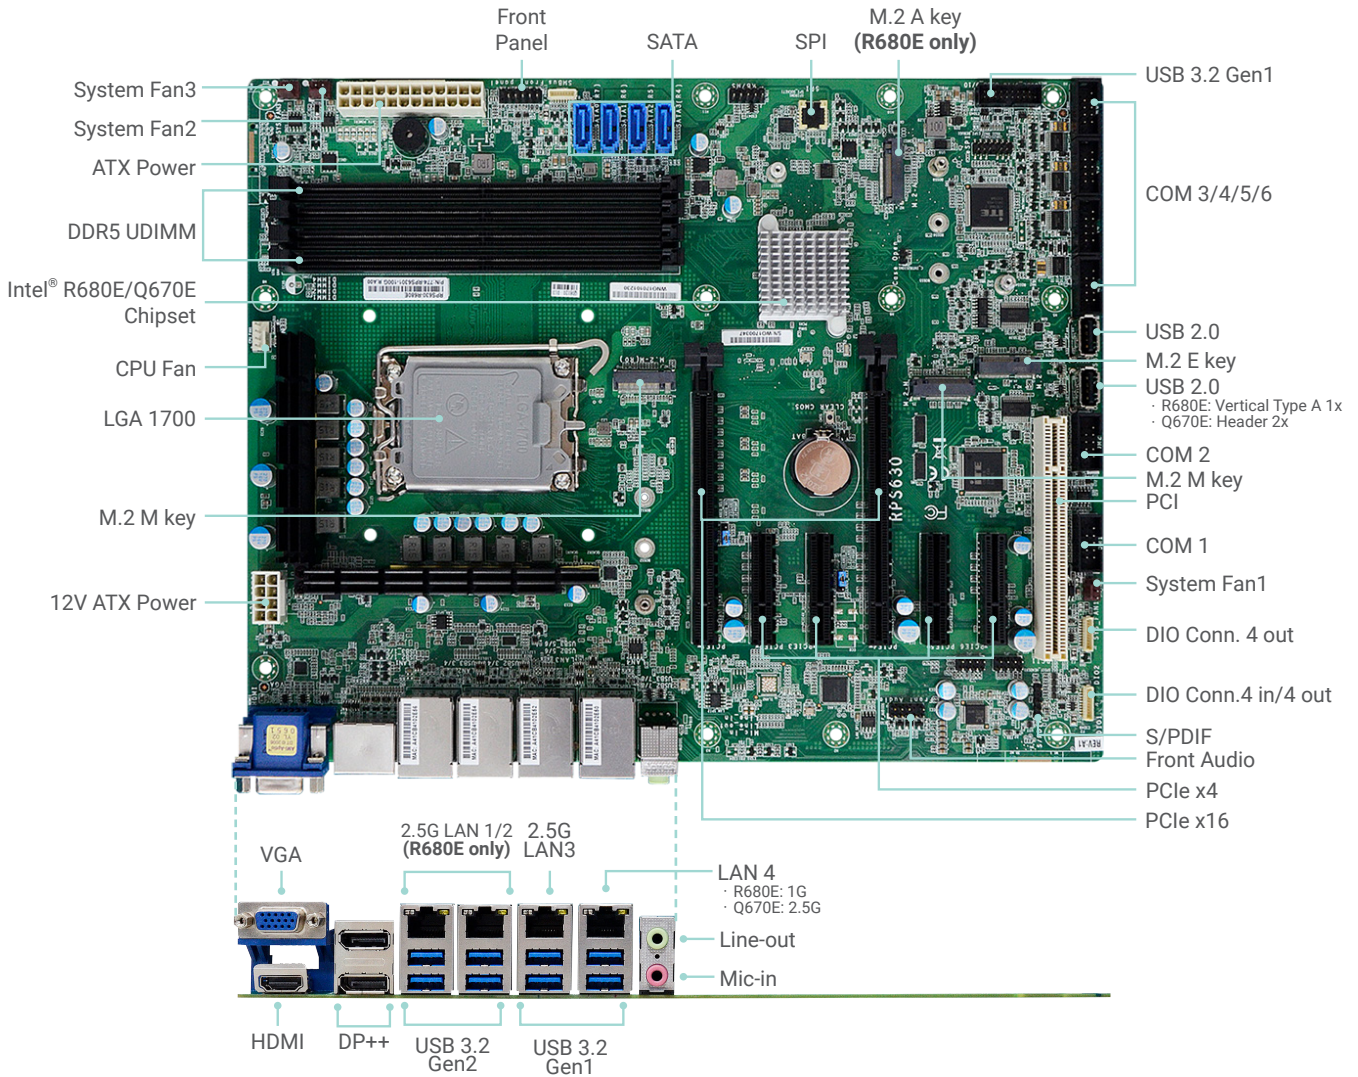 Front
Panel
SATA
SPI
M.2 A key
(R680E only)
System Fan3
System Fan2
ATX Power
DDR5 UDIMM
Intel® R680E/Q670E
Chipset
CPU Fan
LGA 1700
M.2 M key
12V ATX Power
USB 3.2 Gen1
COM 3/4/5/6
USB 2.0
M.2 E key
USB 2.0
· R680E: Vertical Type A 1x
· Q670E: Header 2x
COM 2
M.2 M key
PCI
COM 1
System Fan1
DIO Conn. 4 out
DIO Conn.4 in/4 out
S/PDIF
Front Audio
PCIe x4
PCIe x16
CLEAR CMOS
RPS630
REV:A1
VGA
2.5G LAN 1/2
(R680E only)
2.5G
LAN3
LAN 4
· R680E: 1G
· Q670E: 2.5G
Line-out
Mic-in
HDMI
DP++
USB 3.2
Gen2
USB 3.2
Gen1